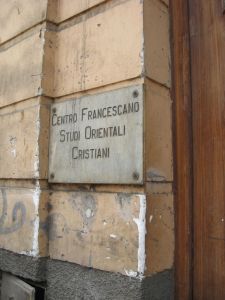 CENTRO FRANCESCANO
STUDI ORIENTALI
CRISTIANI